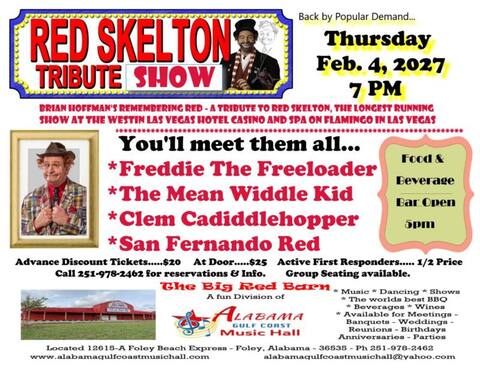 Back by Popular Demand...
RED SKELTON
TRIBUTE SHOW
Thursday
Feb. 4, 2027
7 PM
BRIAN HOFFMAN'S REMEMBERING RED - A TRIBUTE TO RED SKELTON, THE LONGEST RUNNING
SHOW AT THE WESTIN LAS VEGAS HOTEL CASINO AND SPA ON FLAMINGO IN LAS VEGAS
You'll meet them all...
*Freddie The Freeloader
*The Mean Widdle Kid
*Clem Cadiddlehopper
*San Fernando Red
Food &
Beverage
Bar Open
5pm
Advance Discount Tickets.....$20 At Door.....$25 Active First Responders..... 1/2 Price
Call 251-978-2462 for reservations & Info. Group Seating available.
The Big Red Barn
A fun Division of
ALABAMA
GULF COAST
Music Hall
* Music * Dancing * Shows
* The worlds best BBQ
* Beverages * Wines
* Available for Meetings -
Banquets - Weddings -
Reunions - Birthdays
Anniversaries - Parties
Located 12615-A Foley Beach Express - Foley, Alabama - 36535 - Ph 251-978-2462
www.alabamagulfcoastmusichall.com alabamagulfcoastmusichall@yahoo.com